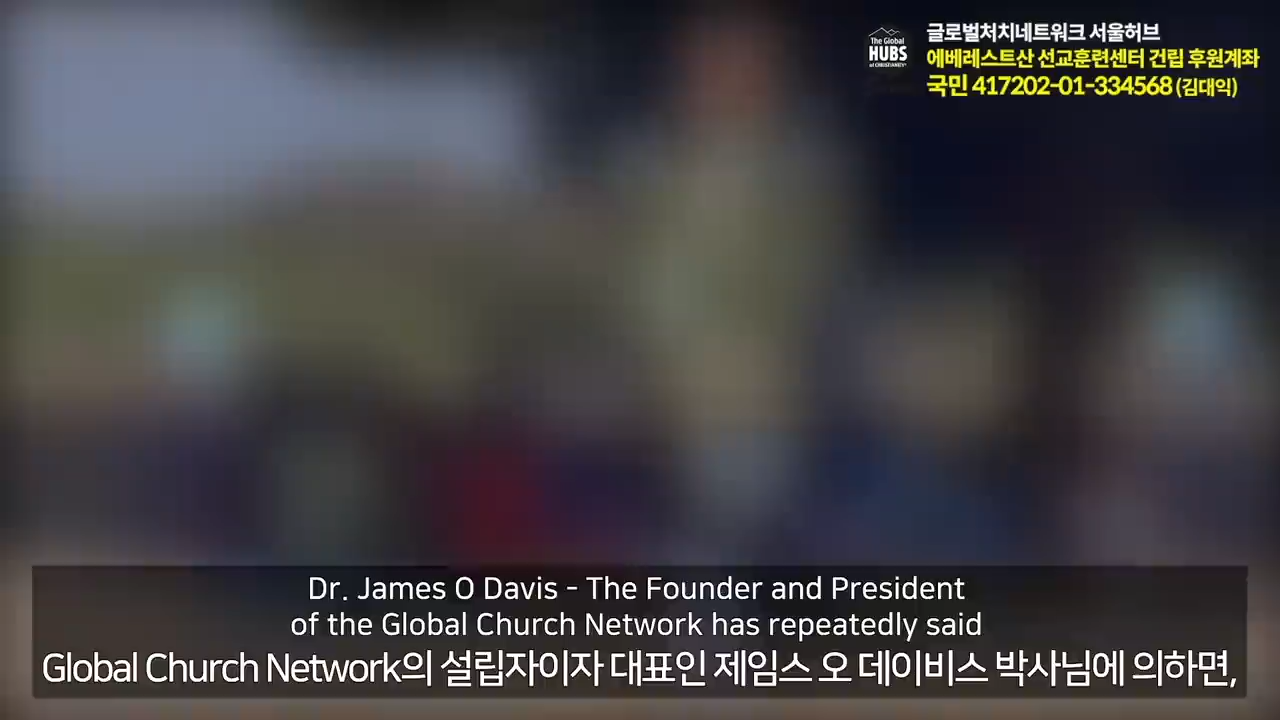 The Global
HUBS
of CHRISTIANITY
글로벌처치네트워크 서울허브
에베레스트산 선교훈련센터 건립 후원계좌
국민 417202-01-334568 (김대익)
Dr. James O Davis - The Founder and President
of the Global Church Network has repeatedly said
Global Church Network의 설립자이자 대표인 제임스 오 데이비스 박사님에 의하면,